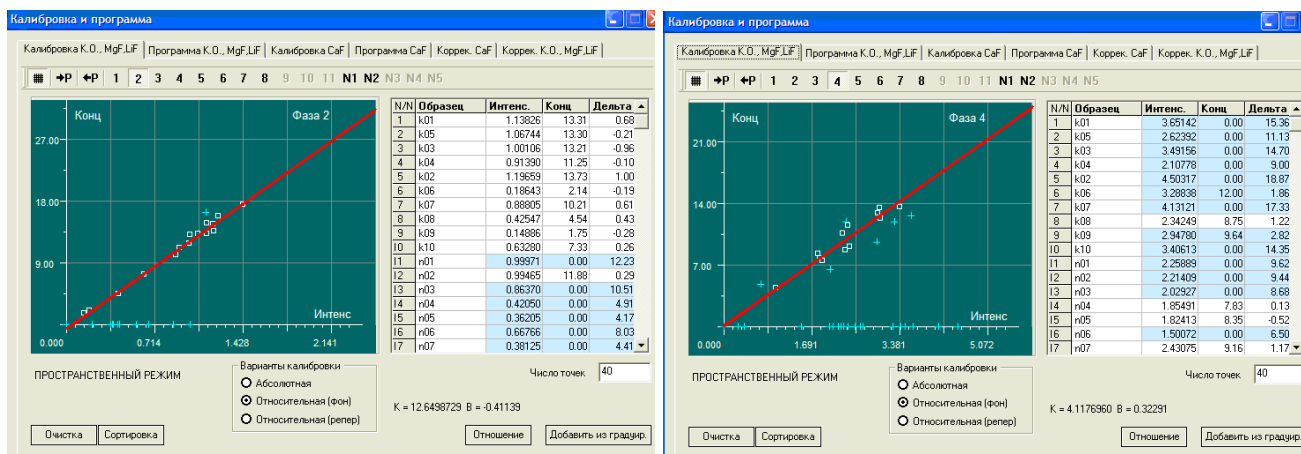 Калибровка и программа
Калибровка К.О., MgF,LiF Программа К.О., MgF,LiF Калибровка CaF Программа CaF Коррек. CaF Коррек. К.О., MgF,LiF
→P ←P 1 2 3 4 5 6 7 8 9 10 11 N1 N2 N3 N4 N5
Конц Фаза 2
27.00
18.00
9.00
Интенс
0.000 0.714 1.428 2.141
N/N Образец Интенс. Конц Дельта
1 k01 1.13826 13.31 0.68
2 k05 1.06744 13.30 -0.21
3 k03 1.00106 13.21 -0.96
4 k04 0.91390 11.25 -0.10
5 k02 1.19659 13.73 1.00
6 k06 0.18643 2.14 -0.19
7 k07 0.88805 10.21 0.61
8 k08 0.42547 4.54 0.43
9 k09 0.14886 1.75 -0.28
10 k10 0.63280 7.33 0.26
11 n01 0.99971 0.00 12.23
12 n02 0.99465 11.88 0.29
13 n03 0.86370 0.00 10.51
14 n04 0.42050 0.00 4.91
15 n05 0.36205 0.00 4.17
16 n06 0.66766 0.00 8.03
17 n07 0.38125 0.00 4.41
ПРОСТРАНСТВЕННЫЙ РЕЖИМ
Варианты калибровки
Абсолютная
Относительная (фон)
Относительная (репер)
Число точек 40
K = 12.6498729 B = -0.41139
Очистка Сортировка Отношение Добавить из градуир.
Калибровка и программа
Калибровка К.О., MgF,LiF Программа К.О., MgF,LiF Калибровка CaF Программа CaF Коррек. CaF Коррек. К.О., MgF,LiF
→P ←P 1 2 3 4 5 6 7 8 9 10 11 N1 N2 N3 N4 N5
Конц Фаза 4
21.00
14.00
7.00
Интенс
0.000 1.691 3.381 5.072
N/N Образец Интенс. Конц Дельта
1 k01 3.65142 0.00 15.36
2 k05 2.62392 0.00 11.13
3 k03 3.49156 0.00 14.70
4 k04 2.10778 0.00 9.00
5 k02 4.50317 0.00 18.87
6 k06 3.28838 12.00 1.86
7 k07 4.13121 0.00 17.33
8 k08 2.34249 8.75 1.22
9 k09 2.94780 9.64 2.82
10 k10 3.40613 0.00 14.35
11 n01 2.25889 0.00 9.62
12 n02 2.21409 0.00 9.44
13 n03 2.02927 0.00 8.68
14 n04 1.85491 7.83 0.13
15 n05 1.82413 8.35 -0.52
16 n06 1.50072 0.00 6.50
17 n07 2.43075 9.16 1.17
ПРОСТРАНСТВЕННЫЙ РЕЖИМ
Варианты калибровки
Абсолютная
Относительная (фон)
Относительная (репер)
Число точек 40
K = 4.1176960 B = 0.32291
Очистка Сортировка Отношение Добавить из градуир.